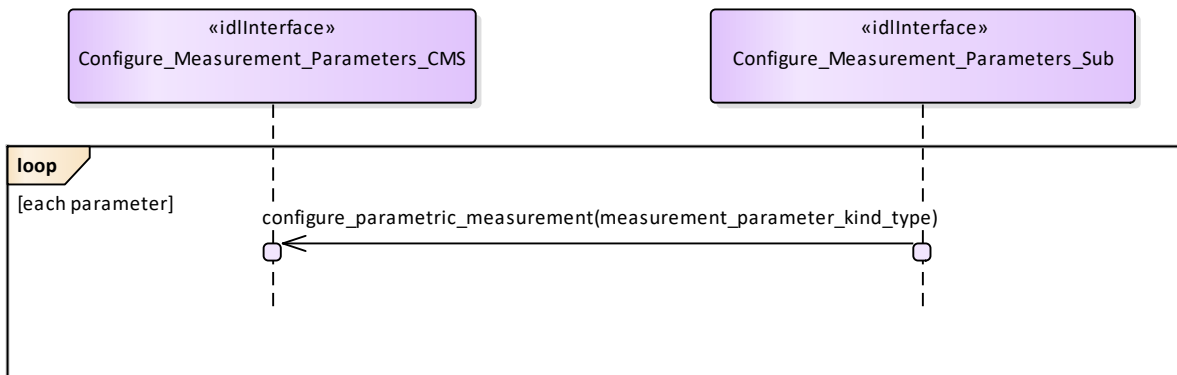 «idlInterface»
Configure_Measurement_Parameters_CMS
«idlInterface»
Configure_Measurement_Parameters_Sub
loop
[each parameter]
configure_parametric_measurement(measurement_parameter_kind_type)